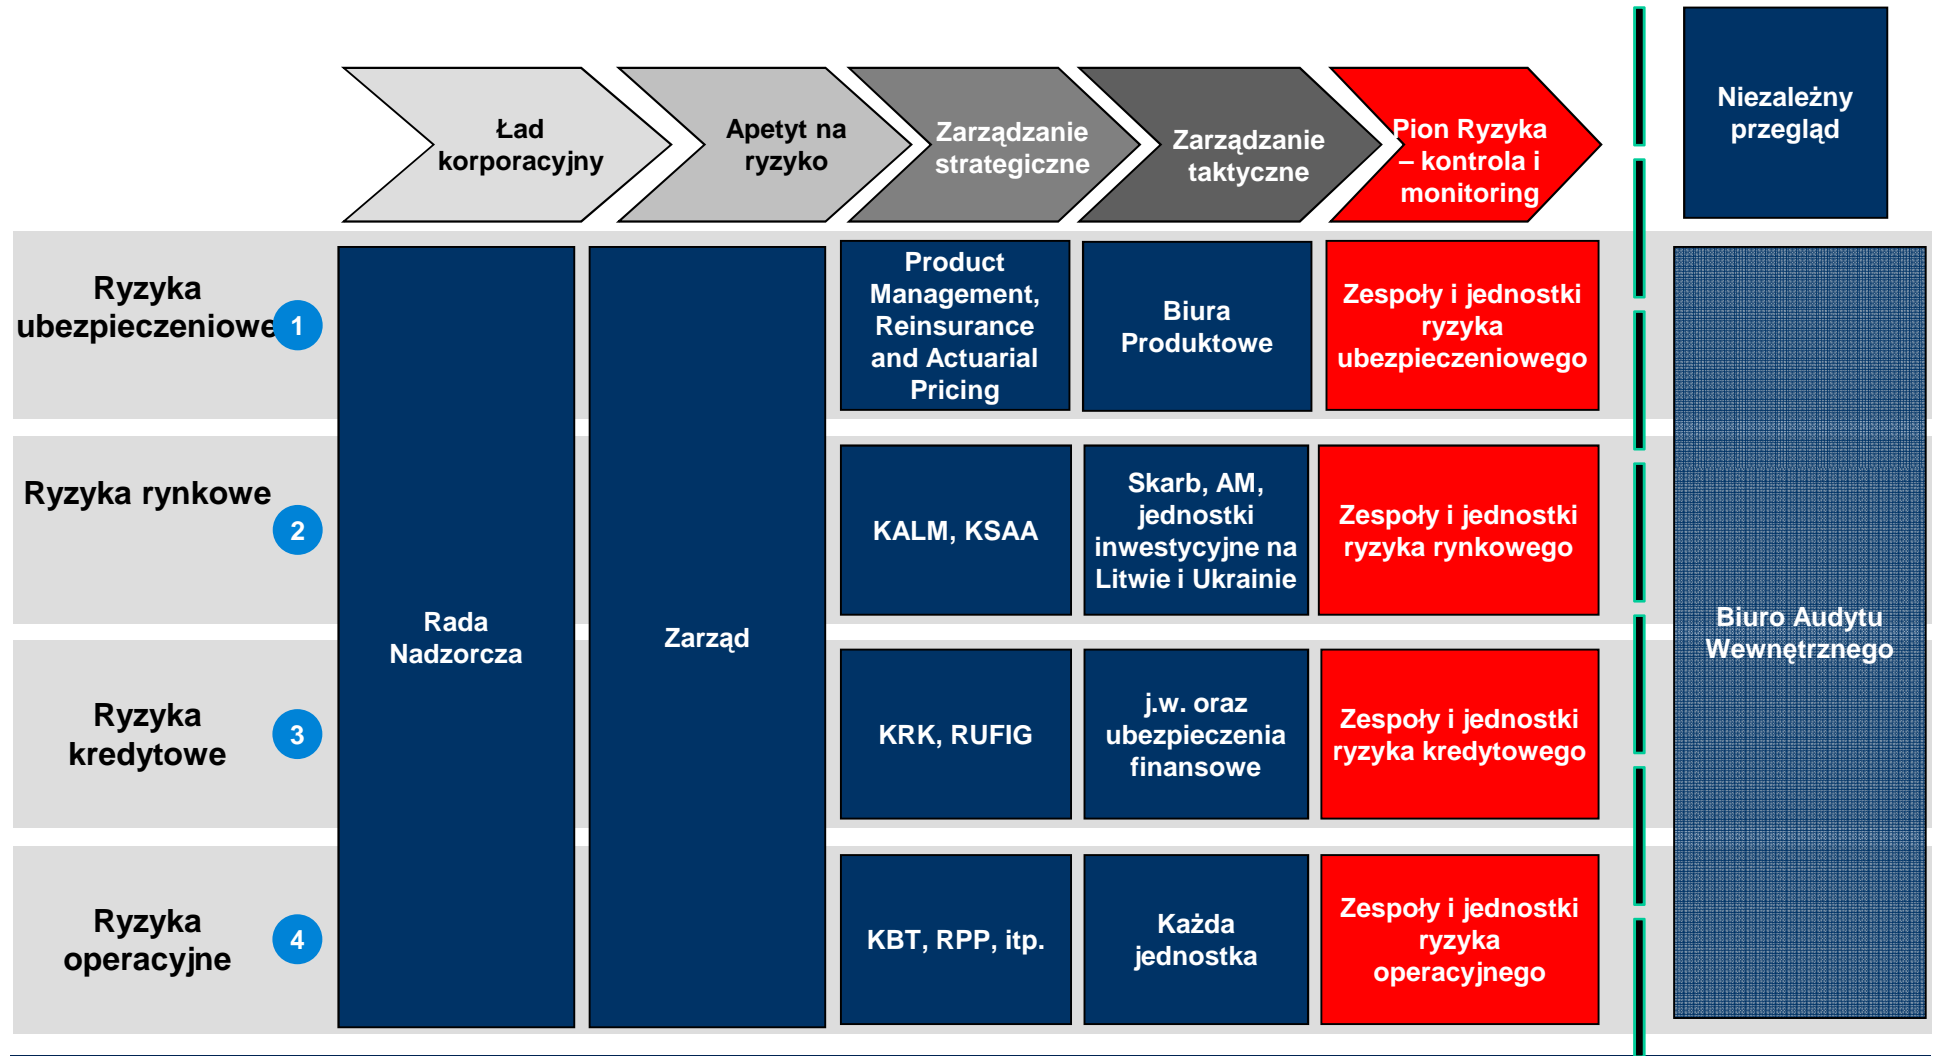 Ład
korporacyjny
Apetyt na
ryzyko
Zarządzanie
strategiczne
Zarządzanie
taktyczne
Pion Ryzyka
– kontrola i
monitoring
Niezależny
przegląd
Ryzyka
ubezpieczeniowe
1
Rada
Nadzorcza
Zarząd
Product
Management,
Reinsurance
and Actuarial
Pricing
Biura
Produktowe
Zespoły i jednostki
ryzyka
ubezpieczeniowego
Biuro Audytu
Wewnętrznego
Ryzyka rynkowe
2
KALM, KSAA
Skarb, AM,
jednostki
inwestycyjne na
Litwie i Ukrainie
Zespoły i jednostki
ryzyka rynkowego
Ryzyka
kredytowe
3
KRK, RUFIG
j.w. oraz
ubezpieczenia
finansowe
Zespoły i jednostki
ryzyka kredytowego
Ryzyka
operacyjne
4
KBT, RPP, itp.
Każda
jednostka
Zespoły i jednostki
ryzyka
operacyjnego